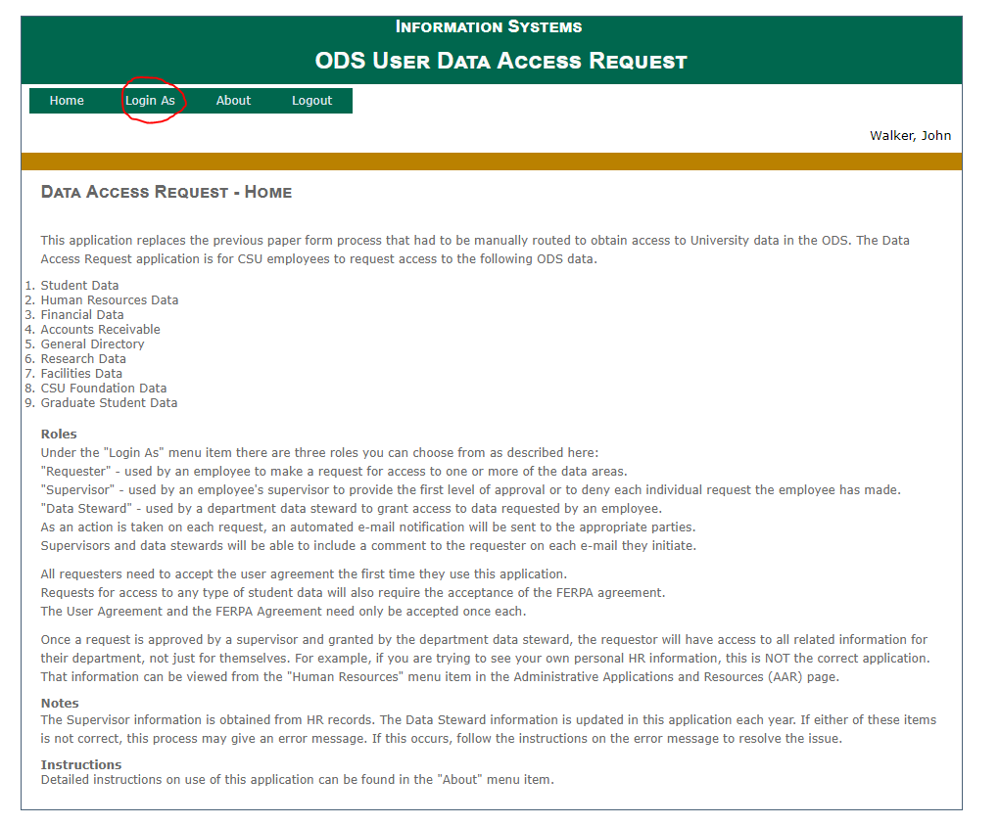 Information Systems
ODS User Data Access Request
Home Login As About Logout
Walker, John
Data Access Request - Home
This application replaces the previous paper form process that had to be manually routed to obtain access to University data in the ODS. The Data
Access Request application is for CSU employees to request access to the following ODS data.
1. Student Data
2. Human Resources Data
3. Financial Data
4. Accounts Receivable
5. General Directory
6. Research Data
7. Facilities Data
8. CSU Foundation Data
9. Graduate Student Data
Roles
Under the "Login As" menu item there are three roles you can choose from as described here:
"Requester" - used by an employee to make a request for access to one or more of the data areas.
"Supervisor" - used by an employee's supervisor to provide the first level of approval or to deny each individual request the employee has made.
"Data Steward" - used by a department data steward to grant access to data requested by an employee.
As an action is taken on each request, an automated e-mail notification will be sent to the appropriate parties.
Supervisors and data stewards will be able to include a comment to the requester on each e-mail they initiate.
All requesters need to accept the user agreement the first time they use this application.
Requests for access to any type of student data will also require the acceptance of the FERPA agreement.
The User Agreement and the FERPA Agreement need only be accepted once each.
Once a request is approved by a supervisor and granted by the department data steward, the requestor will have access to all related information for
their department, not just for themselves. For example, if you are trying to see your own personal HR information, this is NOT the correct application.
That information can be viewed from the "Human Resources" menu item in the Administrative Applications and Resources (AAR) page.
Notes
The Supervisor information is obtained from HR records. The Data Steward information is updated in this application each year. If either of these items
is not correct, this process may give an error message. If this occurs, follow the instructions on the error message to resolve the issue.
Instructions
Detailed instructions on use of this application can be found in the "About" menu item.